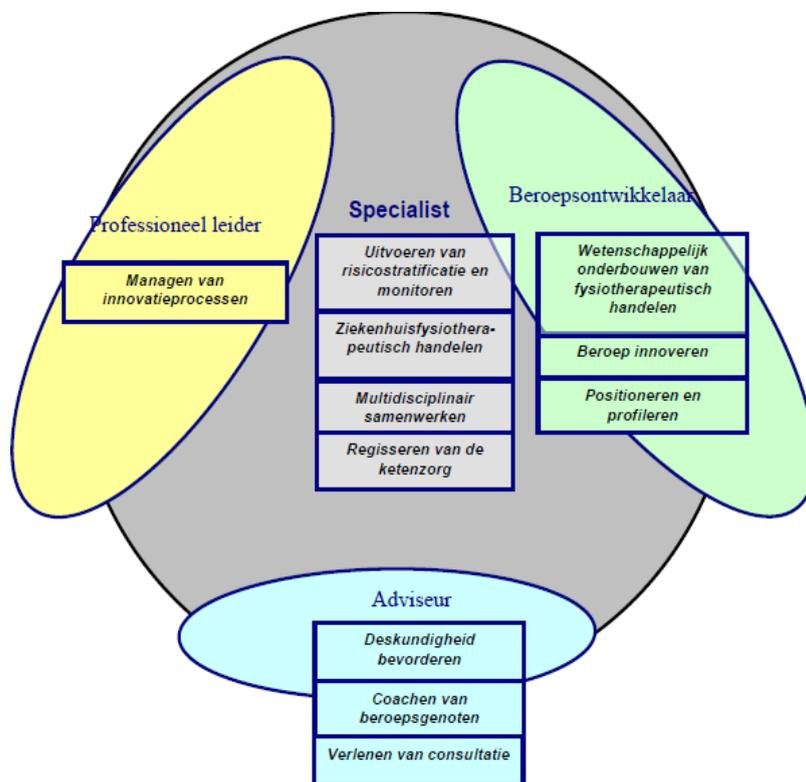 Professioneel leider
Managen van
innovatieprocessen
Specialist
Uitvoeren van
risicostratificatie en
monitoren
Ziekenhuisfysiothera-
peutisch handelen
Multidisciplinair
samenwerken
Regisseren van de
ketenzorg
Beroepsontwikkelaar
Wetenschappelijk
onderbouwen van
fysiotherapeutisch
handelen
Beroep innoveren
Positioneren en
profileren
Adviseur
Deskundigheid
bevorderen
Coachen van
beroepsgenoten
Verlenen van consultatie